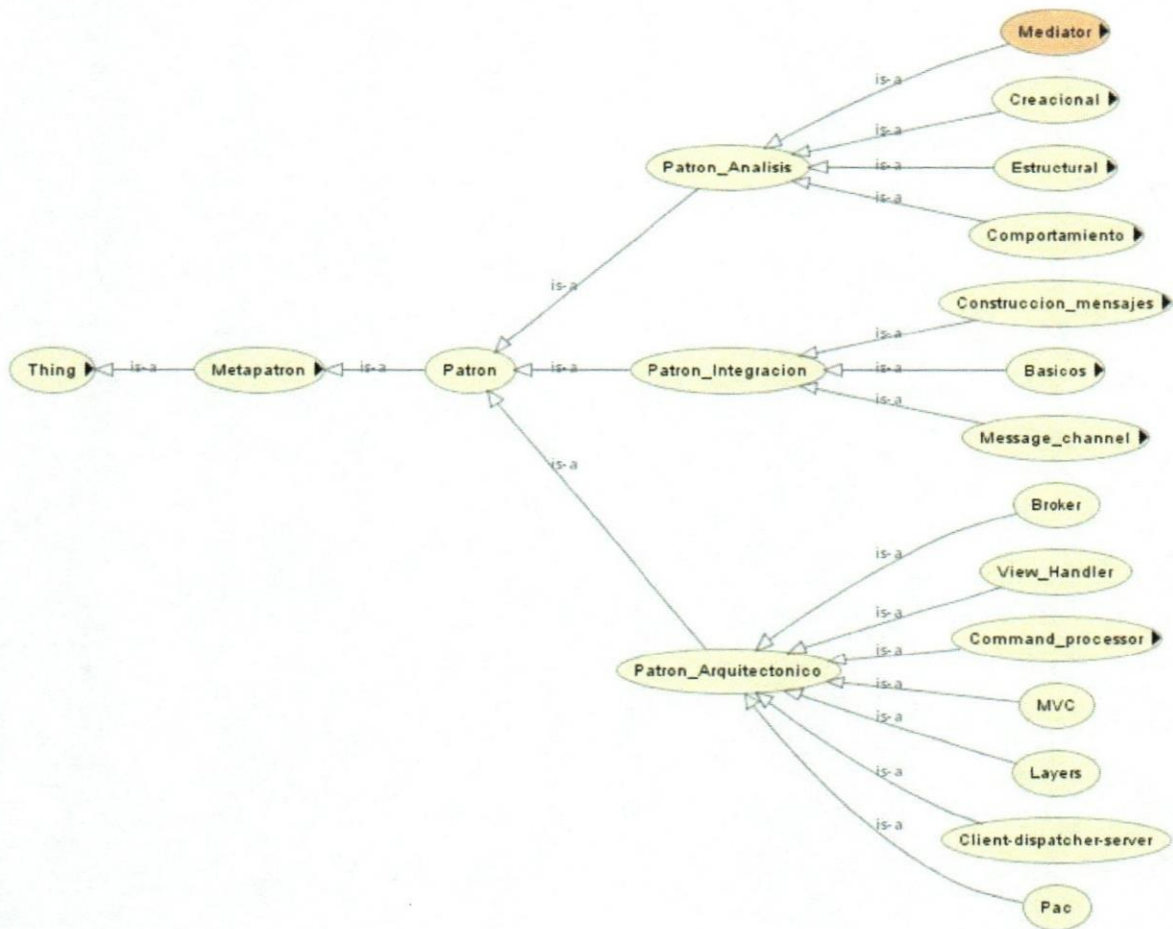 Mediator
is-a
Creacional
is-a
Patron_Analisis
is-a
Estructural
is-a
Comportamiento
is-a
Construccion_mensajes
is-a
Thing
is-a
Metapatron
is-a
Patron
is-a
Patron_Integracion
is-a
Basicos
is-a
Message_channel
is-a
Broker
is-a
View_Handler
is-a
Command_processor
is-a
Patron_Arquitectonico
is-a
MVC
is-a
Layers
is-a
Client-dispatcher-server
is-a
Pac